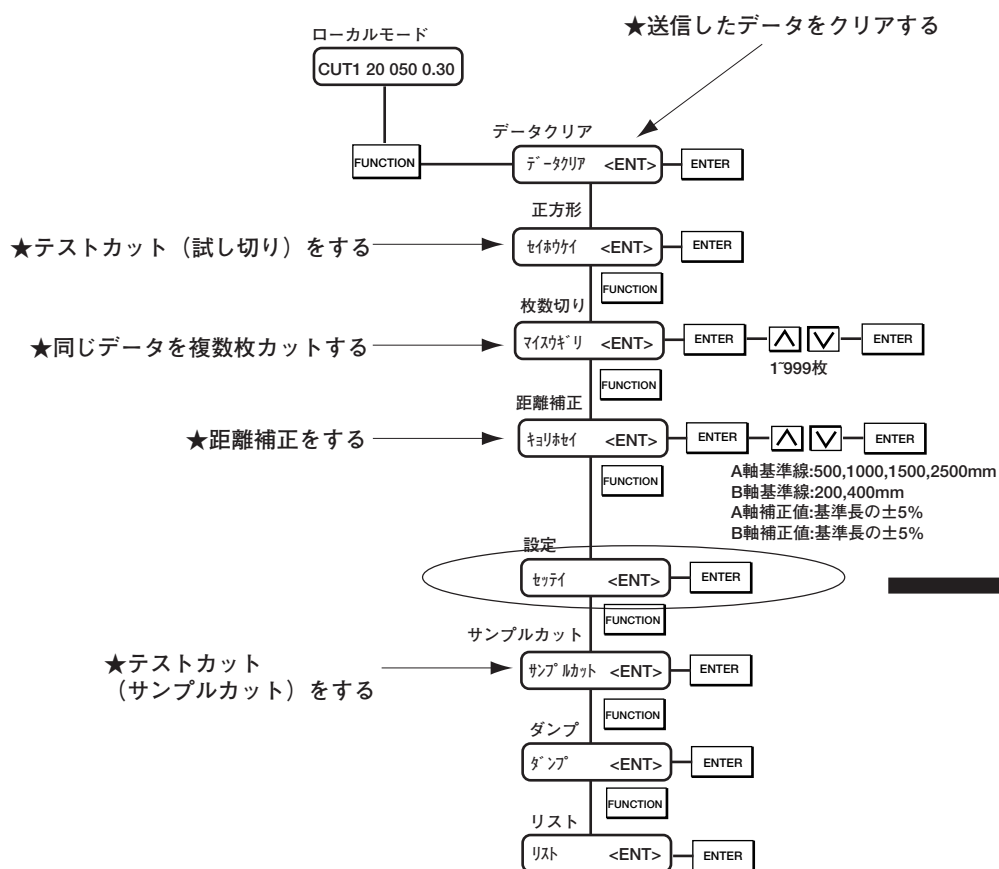 ★送信したデータをクリアする
ローカルモード
CUT1 20 050 0.30
データクリア
FUNCTION
ﾃﾞｰﾀｸﾘｱ <ENT>
ENTER
正方形
★テストカット（試し切り）をする
ｾｲﾎｳｹｲ <ENT>
ENTER
FUNCTION
枚数切り
★同じデータを複数枚カットする
ﾏｲｽｳｷﾞﾘ <ENT>
ENTER
ENTER
1~999枚
FUNCTION
距離補正
★距離補正をする
ｷｮﾘﾎｾｲ <ENT>
ENTER
ENTER
FUNCTION
A軸基準線:500,1000,1500,2500mm
B軸基準線:200,400mm
A軸補正値:基準長の±5%
B軸補正値:基準長の±5%
設定
ｾｯﾃｲ <ENT>
ENTER
FUNCTION
サンプルカット
★テストカット
（サンプルカット）をする
ｻﾝﾌﾟﾙｶｯﾄ <ENT>
ENTER
FUNCTION
ダンプ
ﾀﾞﾝﾌﾟ <ENT>
ENTER
FUNCTION
リスト
ﾘｽﾄ <ENT>
ENTER